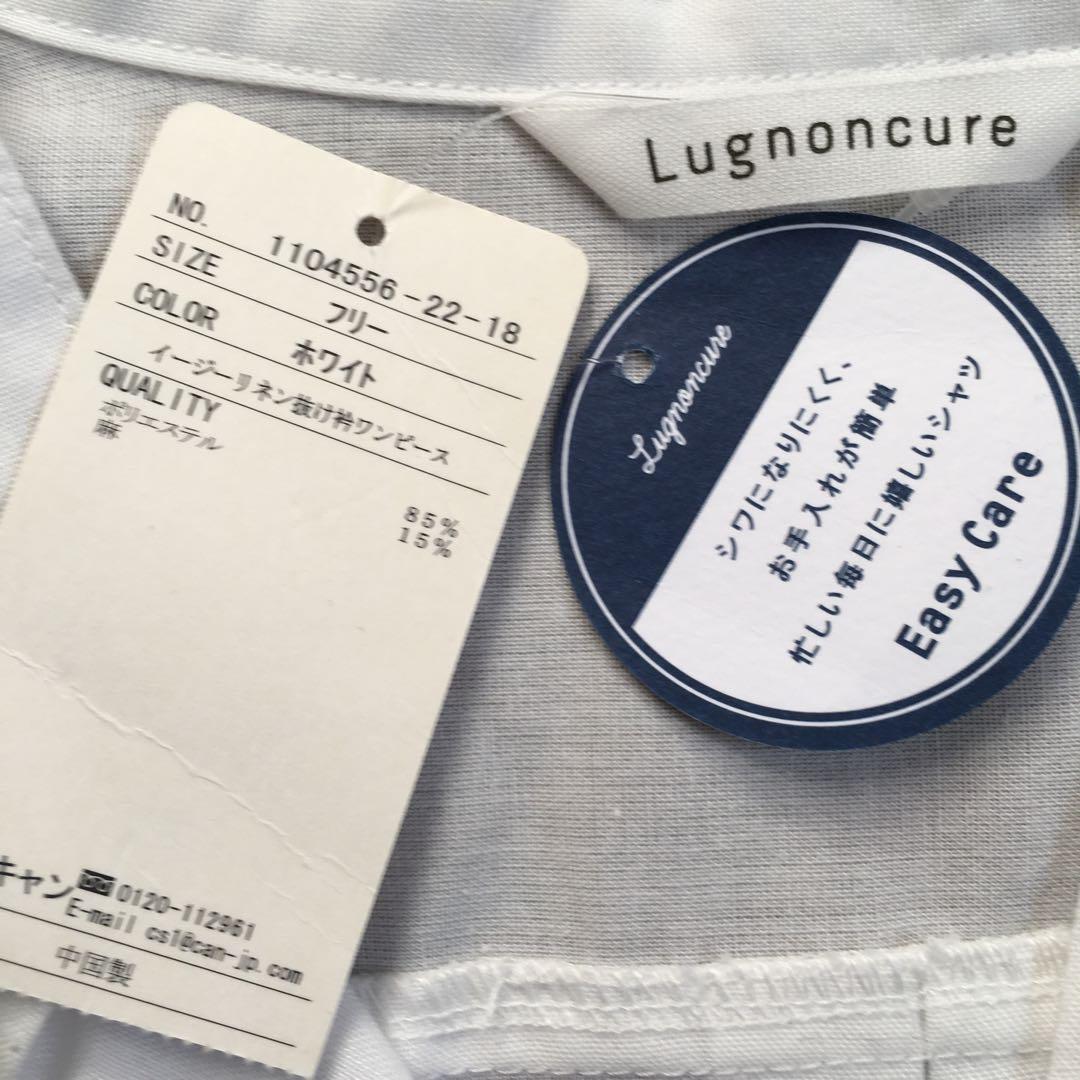 Lugnoncure
NO. 1104556-22-18
SIZE フリー
COLOR ホワイト
イージーリネン抜け衿ワンピース
QUALITY
ポリエステル 85%
麻 15%
キャン 0120-112961
E-mail cs1@can-jp.com
中国製
Lugnoncure
シワになりにくく、
お手入れが簡単
忙しい毎日に嬉しいシャツ
Easy Care